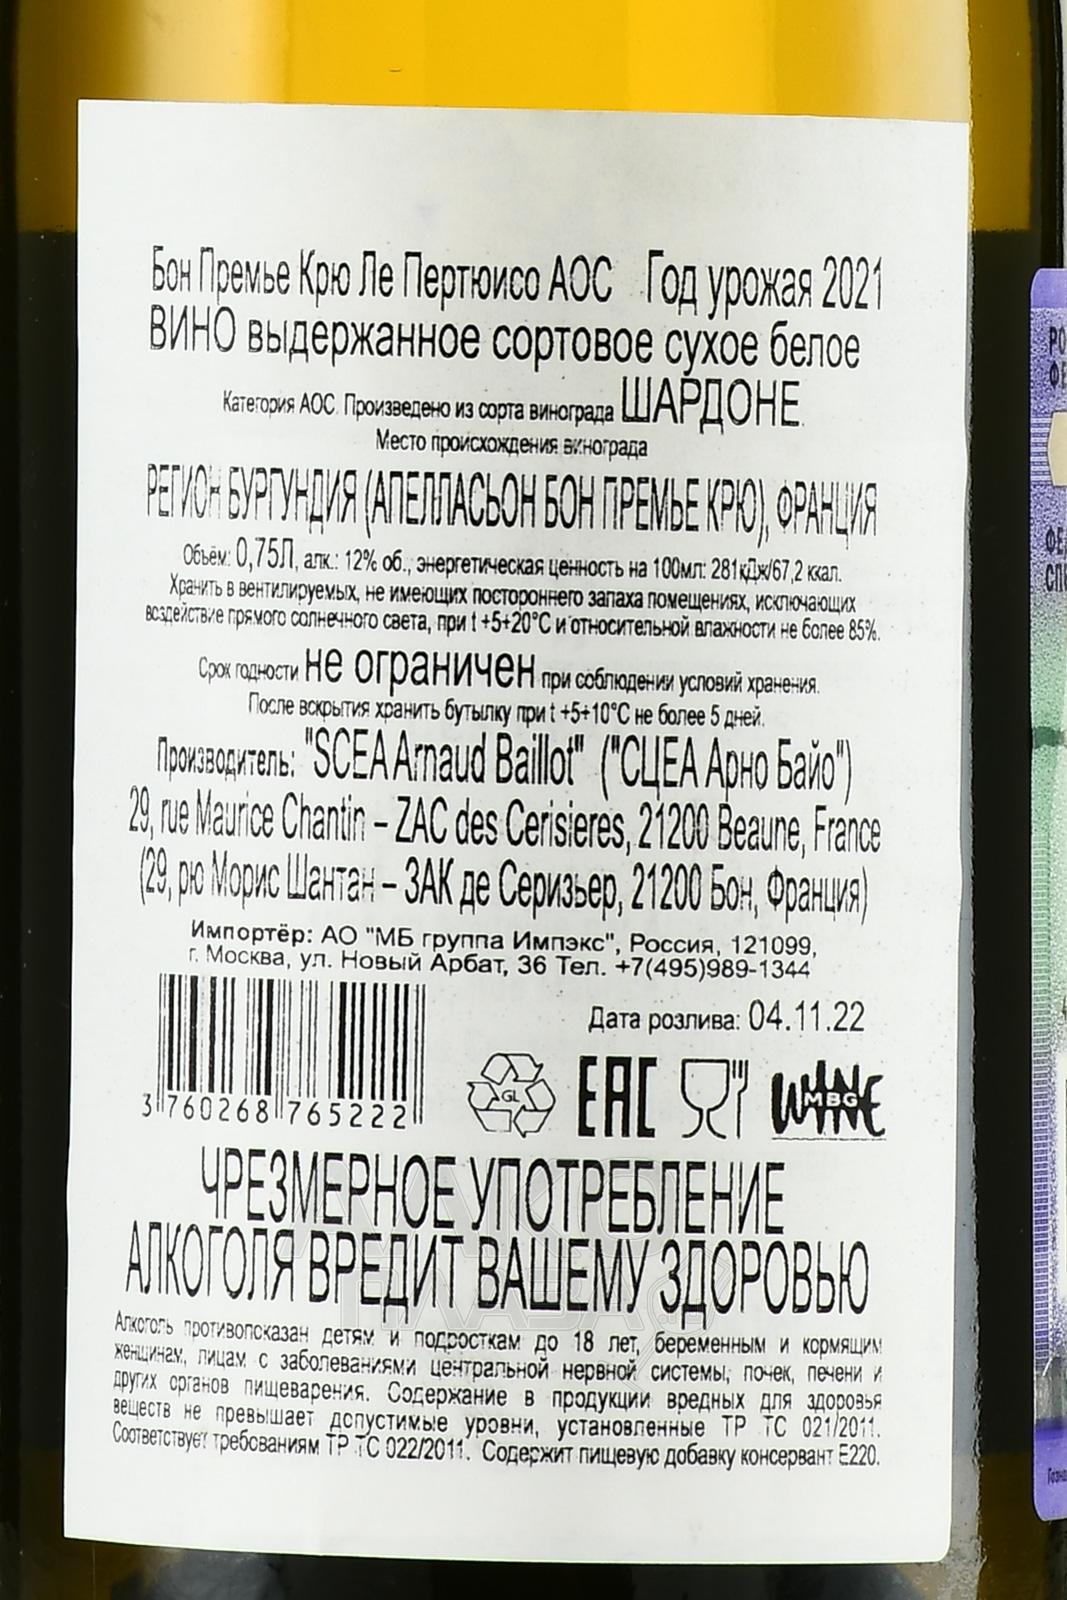 Бон Премье Крю Ле Пертюизо АОС Год урожая 2021
ВИНО выдержанное сортовое сухое белое
Категория АОС. Произведено из сорта винограда ШАРДОНЕ.
Место происхождения винограда
РЕГИОН БУРГУНДИЯ (АПЕЛЛАСЬОН БОН ПРЕМЬЕ КРЮ), ФРАНЦИЯ
Объём: 0,75Л, алк.: 12% об., энергетическая ценность на 100мл: 281кДж/67,2 ккал.
Хранить в вентилируемых, не имеющих постороннего запаха помещениях, исключающих
воздействие прямого солнечного света, при t +5+20°С и относительной влажности не более 85%.
Срок годности не ограничен при соблюдении условий хранения.
После вскрытия хранить бутылку при t +5+10°С не более 5 дней.
Производитель: "SCEA Arnaud Baillot" ("СЦЕА Арно Байо")
29, rue Maurice Chantin – ZAC des Cerisieres, 21200 Beaune, France
(29, рю Морис Шантан – ЗАК де Серизьер, 21200 Бон, Франция)
Импортёр: АО "МБ группа Импэкс", Россия, 121099,
г. Москва, ул. Новый Арбат, 36 Тел. +7(495)989-1344
Дата розлива: 04.11.22
3 760268 765222
GL EAC WINE MBG
ЧРЕЗМЕРНОЕ УПОТРЕБЛЕНИЕ
АЛКОГОЛЯ ВРЕДИТ ВАШЕМУ ЗДОРОВЬЮ
Алкоголь противопоказан детям и подросткам до 18 лет, беременным и кормящим
женщинам, лицам с заболеваниями центральной нервной системы, почек, печени и
других органов пищеварения. Содержание в продукции вредных для здоровья
веществ не превышает допустимые уровни, установленные ТР ТС 021/2011.
Соответствует требованиям ТР ТС 022/2011. Содержит пищевую добавку консервант Е220.